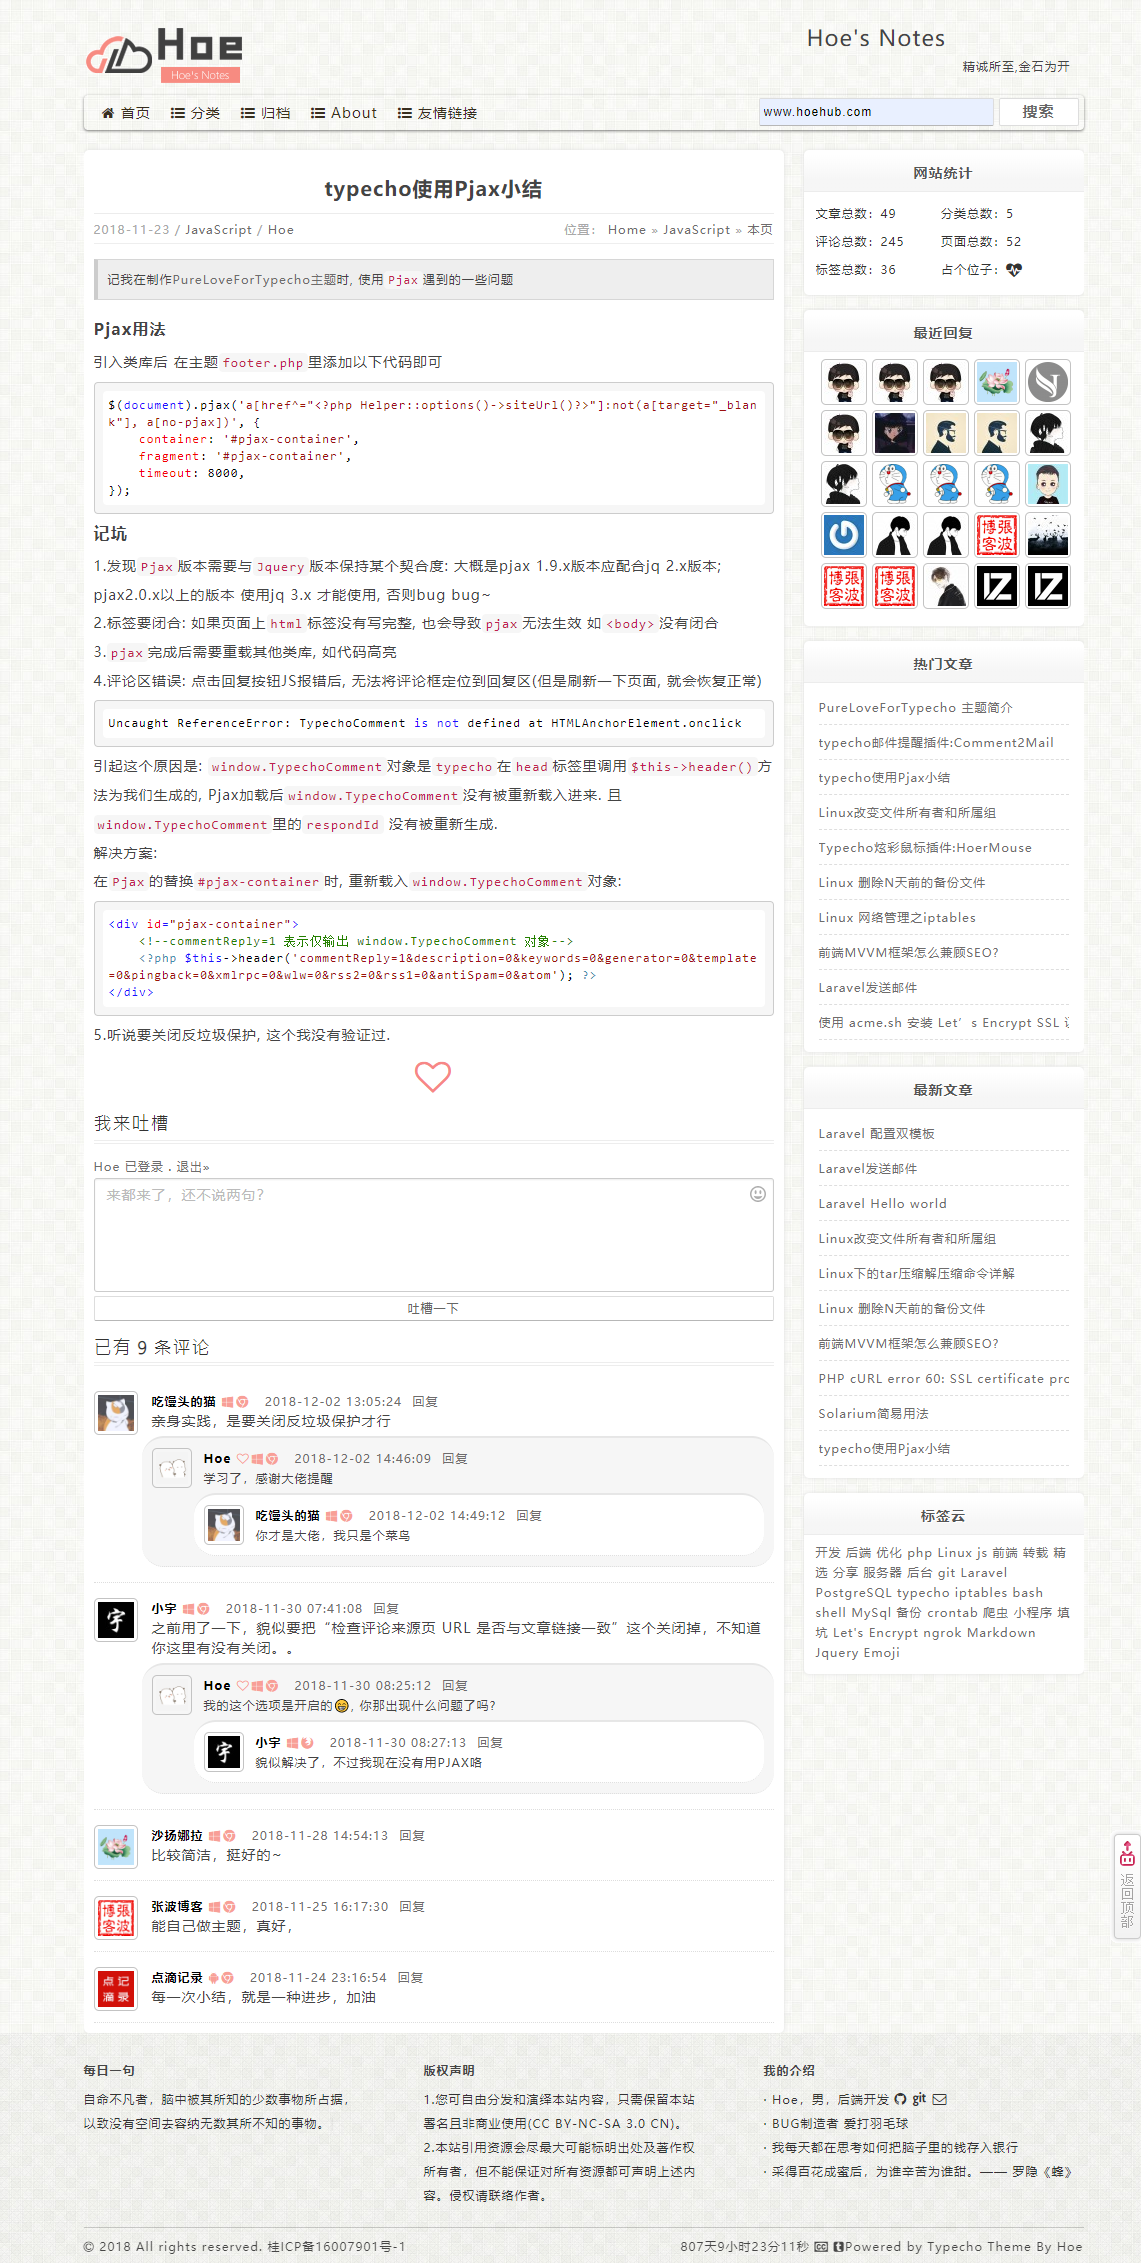 Hoe
Hoe's Notes
Hoe's Notes
精诚所至,金石为开
首页 分类 归档 About 友情链接
www.hoehub.com 搜索
typecho使用Pjax小结
2018-11-23 / JavaScript / Hoe 位置： Home » JavaScript » 本页
记我在制作PureLoveForTypecho主题时, 使用 Pjax 遇到的一些问题
Pjax用法
引入类库后 在主题 footer.php 里添加以下代码即可
$(document).pjax('a[href^="<?php Helper::options()->siteUrl()?>"]:not(a[target="_blan
k"], a[no-pjax])', {
    container: '#pjax-container',
    fragment: '#pjax-container',
    timeout: 8000,
});
记坑
1.发现 Pjax 版本需要与 Jquery 版本保持某个契合度: 大概是pjax 1.9.x版本应配合jq 2.x版本;
pjax2.0.x以上的版本 使用jq 3.x 才能使用, 否则bug bug~
2.标签要闭合: 如果页面上 html 标签没有写完整, 也会导致 pjax 无法生效 如 <body> 没有闭合
3. pjax 完成后需要重载其他类库, 如代码高亮
4.评论区错误: 点击回复按钮JS报错后, 无法将评论框定位到回复区(但是刷新一下页面, 就会恢复正常)
Uncaught ReferenceError: TypechoComment is not defined at HTMLAnchorElement.onclick
引起这个原因是: window.TypechoComment 对象是 typecho 在 head 标签里调用 $this->header() 方
法为我们生成的, Pjax加载后 window.TypechoComment 没有被重新载入进来. 且
window.TypechoComment 里的 respondId 没有被重新生成.
解决方案:
在 Pjax 的替换 #pjax-container 时, 重新载入 window.TypechoComment 对象:
<div id="pjax-container">
    <!--commentReply=1 表示仅输出 window.TypechoComment 对象-->
    <?php $this->header('commentReply=1&description=0&keywords=0&generator=0&template
=0&pingback=0&xmlrpc=0&wlw=0&rss2=0&rss1=0&antiSpam=0&atom'); ?>
</div>
5.听说要关闭反垃圾保护, 这个我没有验证过.
我来吐槽
Hoe 已登录 . 退出»
来都来了，还不说两句？
吐槽一下
已有 9 条评论
吃馒头的猫 2018-12-02 13:05:24 回复
亲身实践，是要关闭反垃圾保护才行
Hoe 2018-12-02 14:46:09 回复
学习了，感谢大佬提醒
吃馒头的猫 2018-12-02 14:49:12 回复
你才是大佬，我只是个菜鸟
宇
小宇 2018-11-30 07:41:08 回复
之前用了一下，貌似要把“检查评论来源页 URL 是否与文章链接一致”这个关闭掉，不知道
你这里有没有关闭。。
Hoe 2018-11-30 08:25:12 回复
我的这个选项是开启的😁, 你那出现什么问题了吗?
宇
小宇 2018-11-30 08:27:13 回复
貌似解决了，不过我现在没有用PJAX咯
沙扬娜拉 2018-11-28 14:54:13 回复
比较简洁，挺好的~
博張
客波
张波博客 2018-11-25 16:17:30 回复
能自己做主题，真好，
点记
滴录
点滴记录 2018-11-24 23:16:54 回复
每一次小结，就是一种进步，加油
网站统计
文章总数：49 分类总数：5
评论总数：245 页面总数：52
标签总数：36 占个位子：
最近回复
博張
客波
博張
客波
博張
客波
热门文章
PureLoveForTypecho 主题简介
typecho邮件提醒插件:Comment2Mail
typecho使用Pjax小结
Linux改变文件所有者和所属组
Typecho炫彩鼠标插件:HoerMouse
Linux 删除N天前的备份文件
Linux 网络管理之iptables
前端MVVM框架怎么兼顾SEO?
Laravel发送邮件
使用 acme.sh 安装 Let’s Encrypt SSL
最新文章
Laravel 配置双模板
Laravel发送邮件
Laravel Hello world
Linux改变文件所有者和所属组
Linux下的tar压缩解压缩命令详解
Linux 删除N天前的备份文件
前端MVVM框架怎么兼顾SEO?
PHP cURL error 60: SSL certificate pro
Solarium简易用法
typecho使用Pjax小结
标签云
开发 后端 优化 php Linux js 前端 转载 精
选 分享 服务器 后台 git Laravel
PostgreSQL typecho iptables bash
shell MySql 备份 crontab 爬虫 小程序 填
坑 Let's Encrypt ngrok Markdown
Jquery Emoji
返回顶部
每日一句
自命不凡者，脑中被其所知的少数事物所占据，
以致没有空间去容纳无数其所不知的事物。
版权声明
1.您可自由分发和演绎本站内容，只需保留本站
署名且非商业使用(CC BY-NC-SA 3.0 CN)。
2.本站引用资源会尽最大可能标明出处及著作权
所有者，但不能保证对所有资源都可声明上述内
容。侵权请联络作者。
我的介绍
· Hoe，男，后端开发 git
· BUG制造者 爱打羽毛球
· 我每天都在思考如何把脑子里的钱存入银行
· 采得百花成蜜后，为谁辛苦为谁甜。—— 罗隐《蜂》
© 2018 All rights reserved. 桂ICP备16007901号-1
807天9小时23分11秒 Powered by Typecho Theme By Hoe